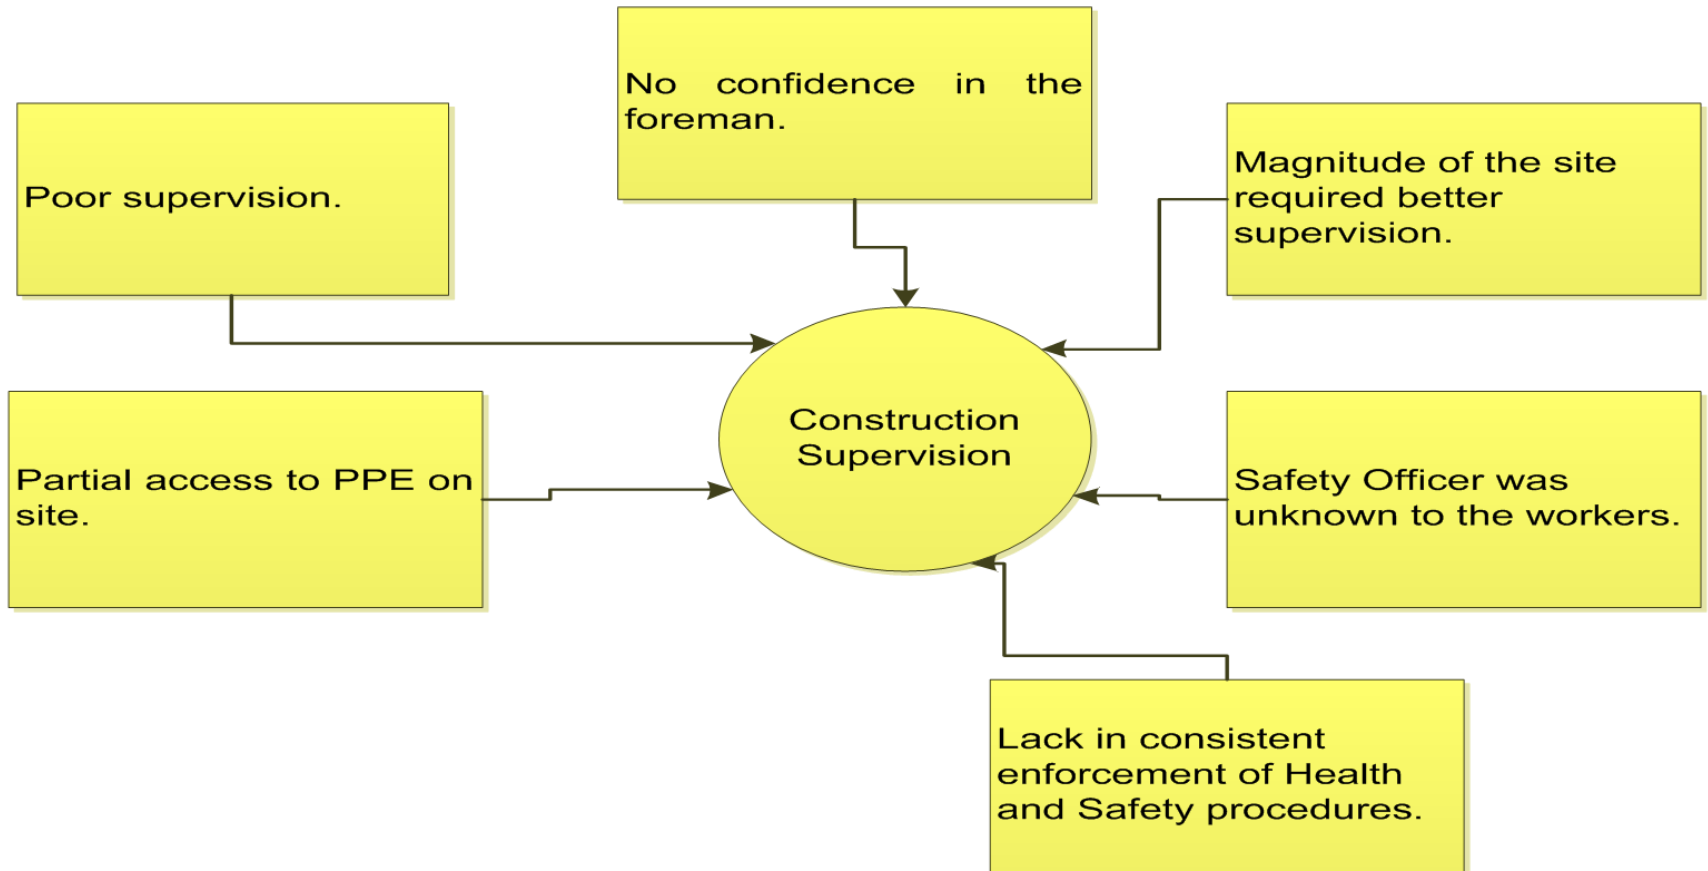 No confidence in the
foreman.
Poor supervision.
Magnitude of the site
required better
supervision.
Construction
Supervision
Partial access to PPE on
site.
Safety Officer was
unknown to the workers.
Lack in consistent
enforcement of Health
and Safety procedures.